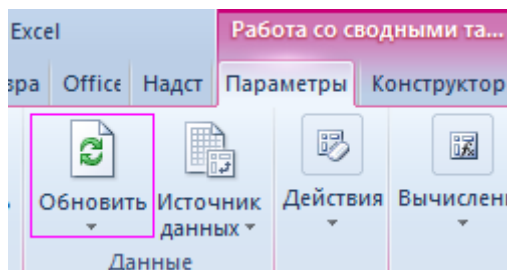 Excel Работа со сводными та...
вра Office Надст Параметры Конструктор
Обновить Источник данных Действия Вычислен
Данные